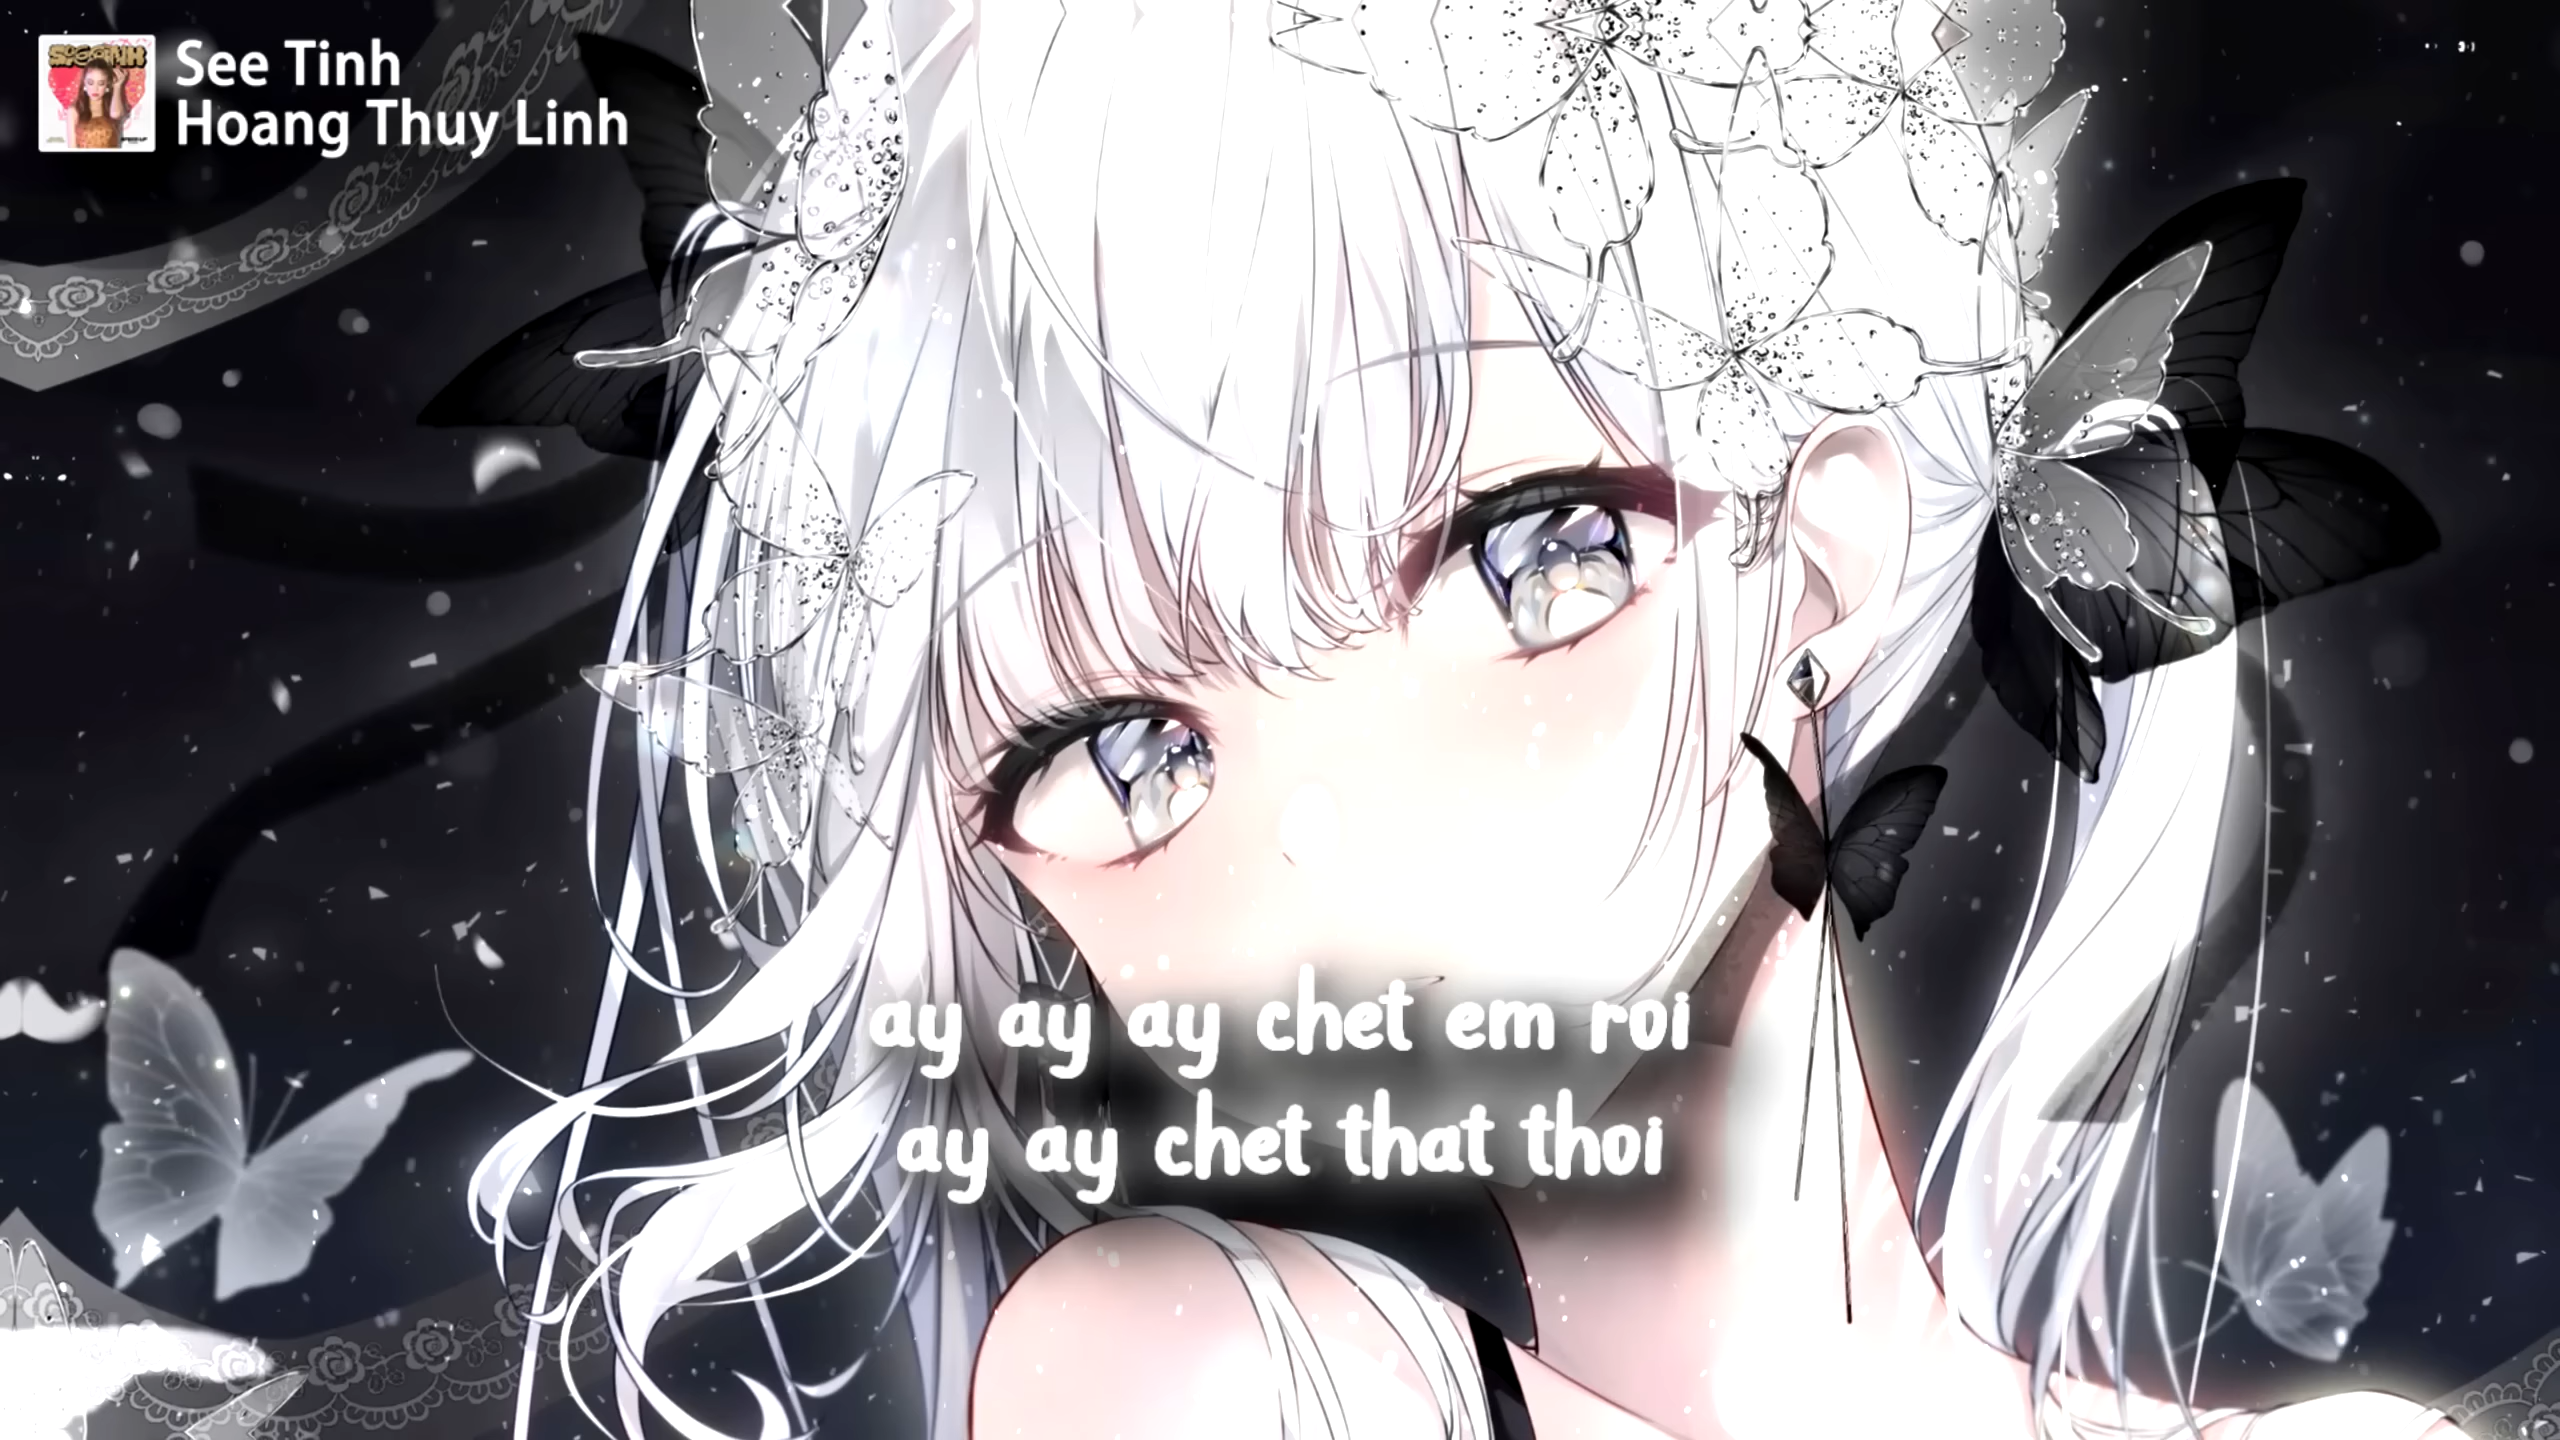 See Tinh
Hoang Thuy Linh
ay ay ay chet em roi
ay ay chet that thoi